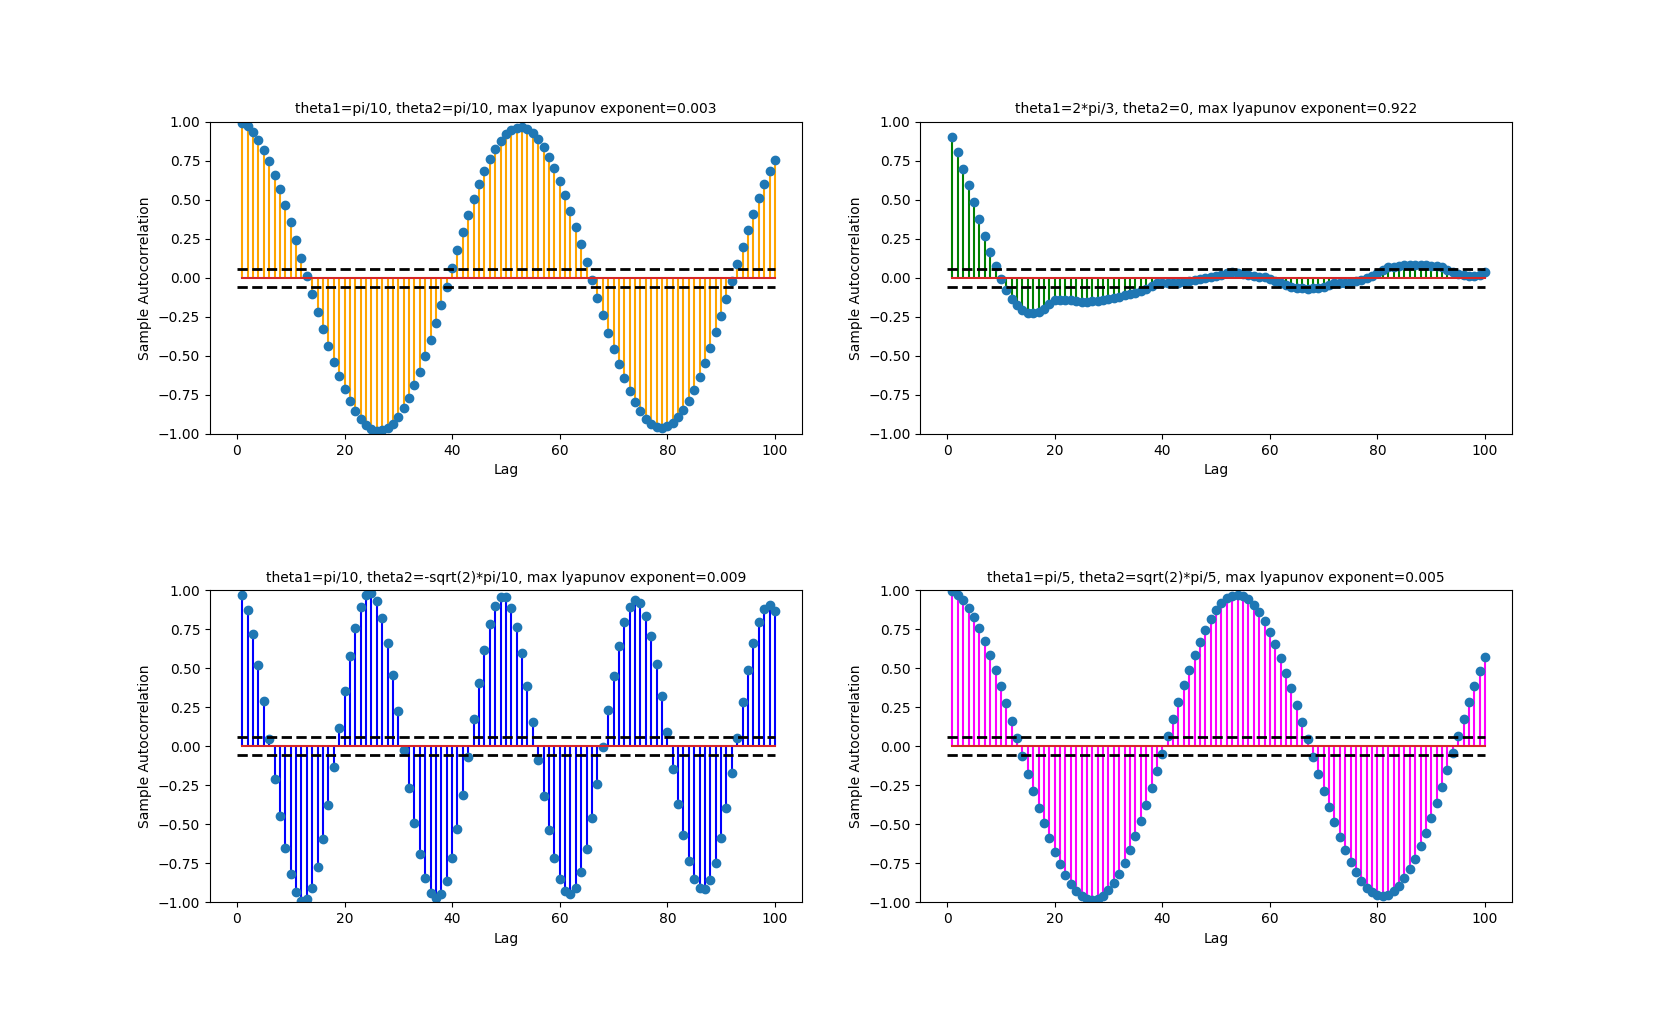 theta1=pi/10, theta2=pi/10, max lyapunov exponent=0.003
1.00
0.75
0.50
0.25
0.00
−0.25
−0.50
−0.75
−1.00
Sample Autocorrelation
0 20 40 60 80 100
Lag
theta1=2*pi/3, theta2=0, max lyapunov exponent=0.922
1.00
0.75
0.50
0.25
0.00
−0.25
−0.50
−0.75
−1.00
Sample Autocorrelation
0 20 40 60 80 100
Lag
theta1=pi/10, theta2=-sqrt(2)*pi/10, max lyapunov exponent=0.009
1.00
0.75
0.50
0.25
0.00
−0.25
−0.50
−0.75
−1.00
Sample Autocorrelation
0 20 40 60 80 100
Lag
theta1=pi/5, theta2=sqrt(2)*pi/5, max lyapunov exponent=0.005
1.00
0.75
0.50
0.25
0.00
−0.25
−0.50
−0.75
−1.00
Sample Autocorrelation
0 20 40 60 80 100
Lag